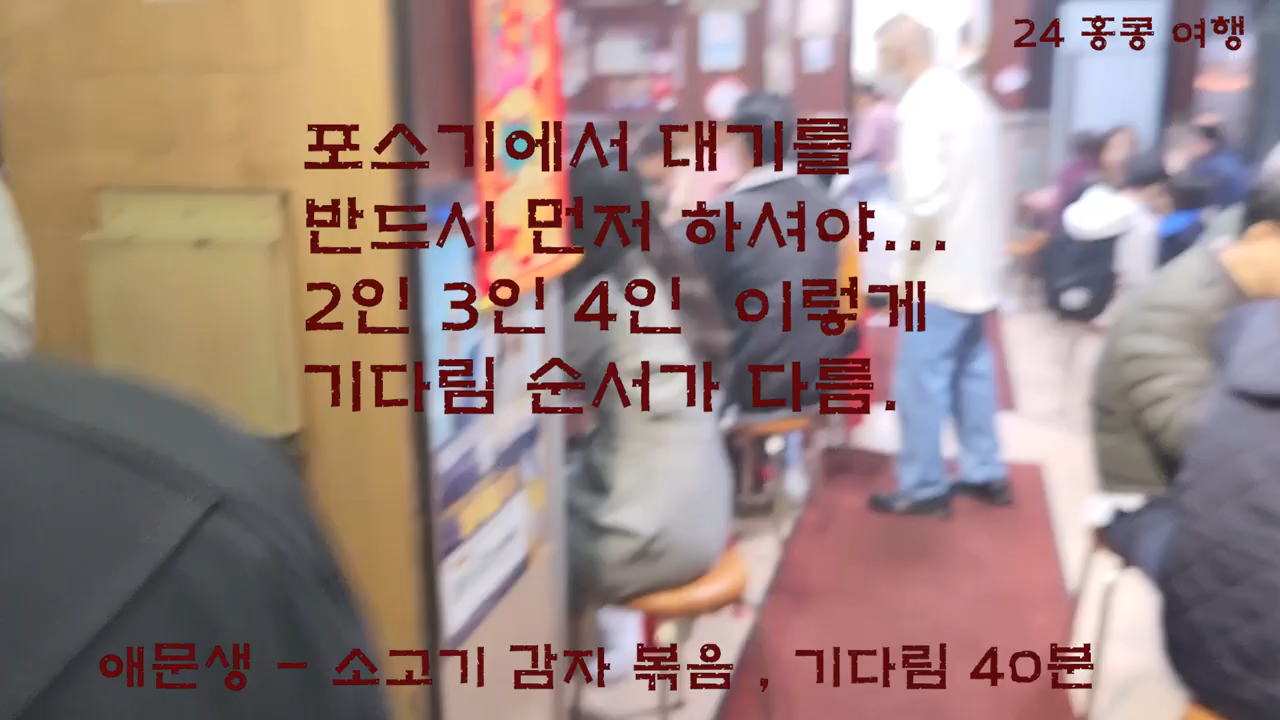 24 홍콩 여행
포스기에서 대기를
반드시 먼저 하셔야...
2인 3인 4인 이렇게
기다림 순서가 다름.
애문생 - 소고기 감자 볶음 , 기다림 40분